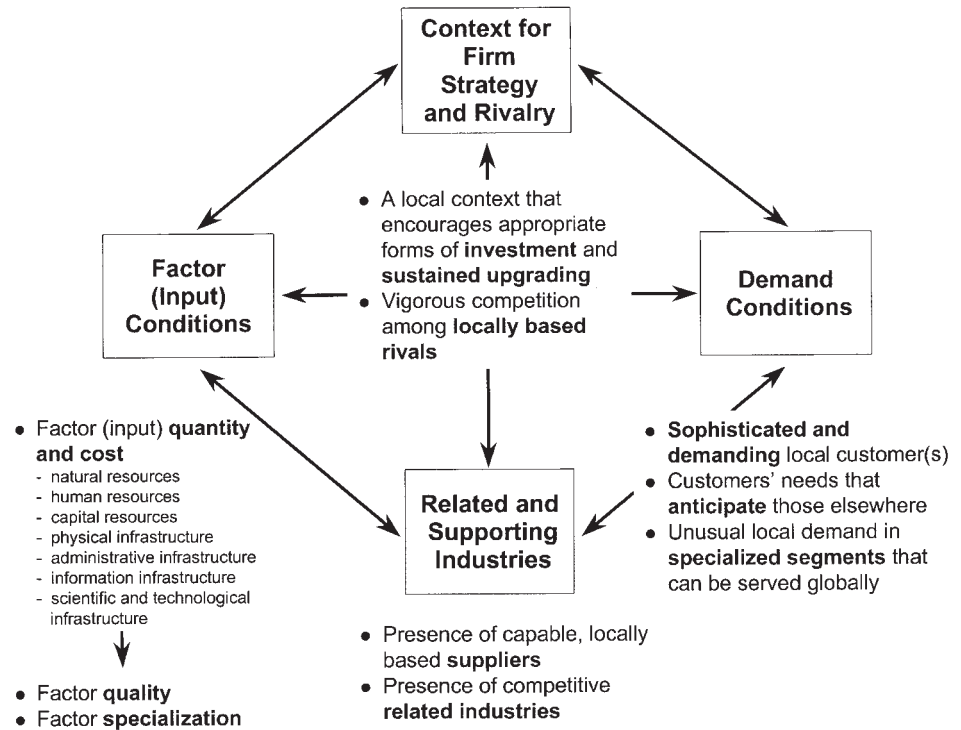 Context for
Firm
Strategy
and Rivalry
● A local context that
encourages appropriate
forms of investment and
sustained upgrading
● Vigorous competition
among locally based
rivals
Factor
(Input)
Conditions
Demand
Conditions
● Factor (input) quantity
and cost
- natural resources
- human resources
- capital resources
- physical infrastructure
- administrative infrastructure
- information infrastructure
- scientific and technological
infrastructure
● Factor quality
● Factor specialization
Related and
Supporting
Industries
● Presence of capable, locally
based suppliers
● Presence of competitive
related industries
● Sophisticated and
demanding local customer(s)
● Customers’ needs that
anticipate those elsewhere
● Unusual local demand in
specialized segments that
can be served globally